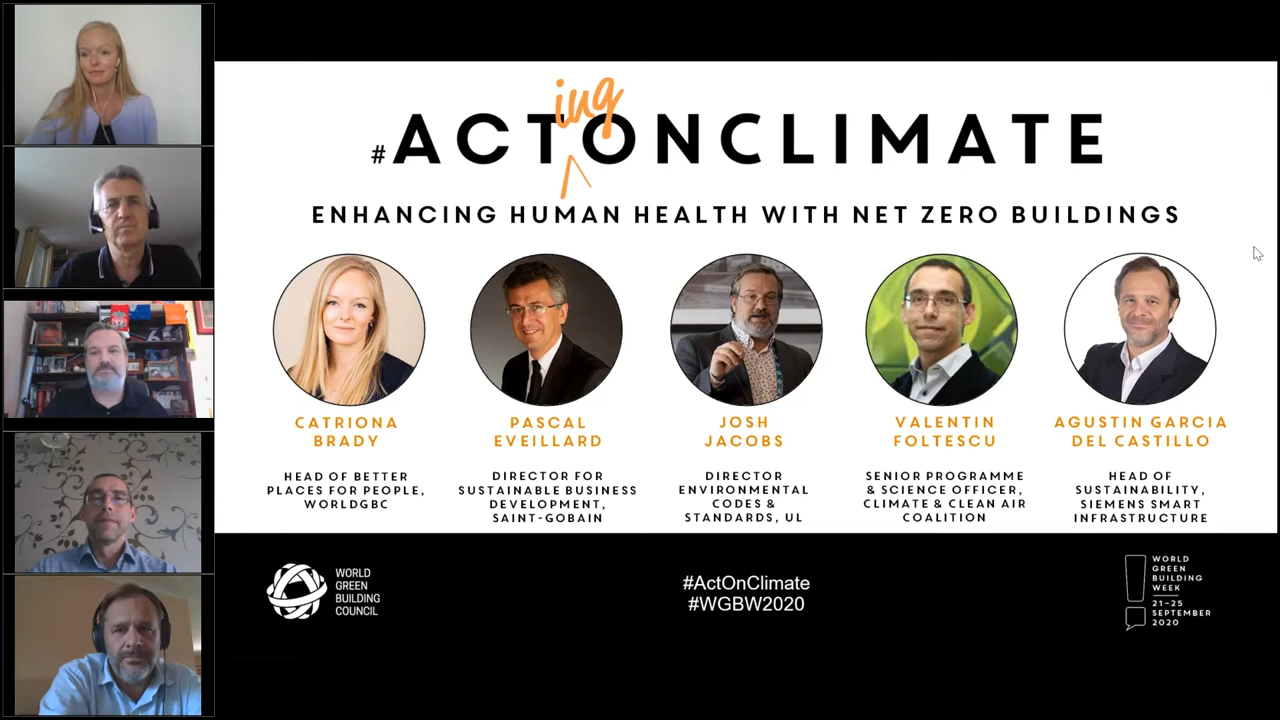 ing
#ACTONCLIMATE
ENHANCING HUMAN HEALTH WITH NET ZERO BUILDINGS
CATRIONA
BRADY
HEAD OF BETTER
PLACES FOR PEOPLE,
WORLDGBC
PASCAL
EVEILLARD
DIRECTOR FOR
SUSTAINABLE BUSINESS
DEVELOPMENT,
SAINT-GOBAIN
JOSH
JACOBS
DIRECTOR
ENVIRONMENTAL
CODES &
STANDARDS, UL
VALENTIN
FOLTESCU
SENIOR PROGRAMME
& SCIENCE OFFICER,
CLIMATE & CLEAN AIR
COALITION
AGUSTIN GARCIA
DEL CASTILLO
HEAD OF
SUSTAINABILITY,
SIEMENS SMART
INFRASTRUCTURE
WORLD
GREEN
BUILDING
COUNCIL
#ActOnClimate
#WGBW2020
WORLD
GREEN
BUILDING
WEEK
21–25
SEPTEMBER
2020